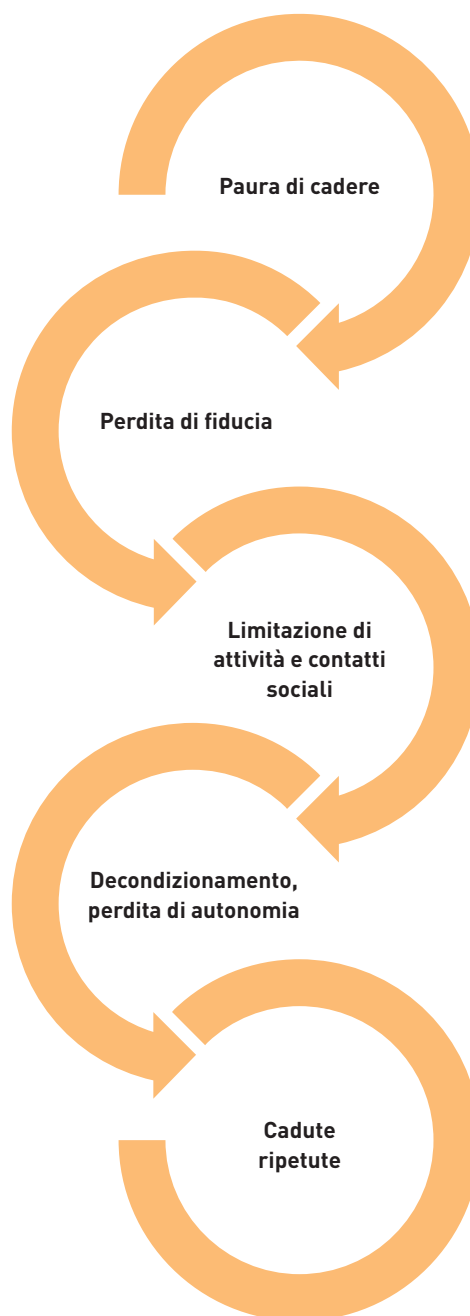 Paura di cadere
Perdita di fiducia
Limitazione di
attività e contatti
sociali
Decondizionamento,
perdita di autonomia
Cadute
ripetute